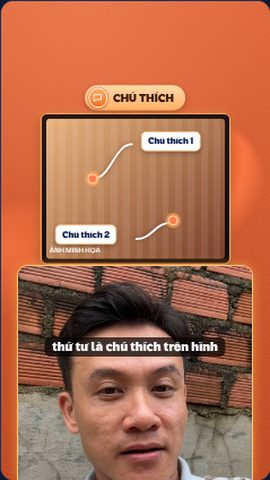 CHÚ THÍCH
Chú thích 1
Chú thích 2
ẢNH MINH HỌA
thứ tư là chú thích trên hình